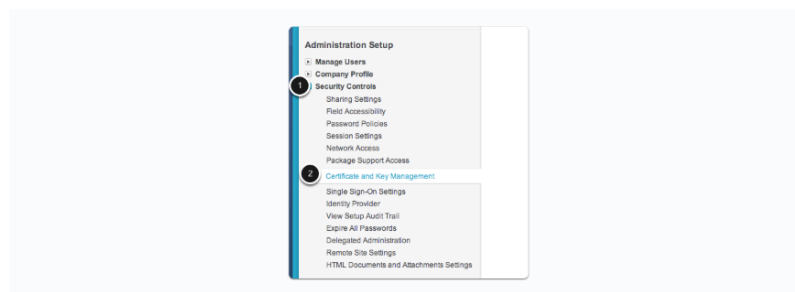 Administration Setup
Manage Users
Company Profile
1 Security Controls
Sharing Settings
Field Accessibility
Password Policies
Session Settings
Network Access
Package Support Access
2 Certificate and Key Management
Single Sign-On Settings
Identity Provider
View Setup Audit Trail
Expire All Passwords
Delegated Administration
Remote Site Settings
HTML Documents and Attachments Settings